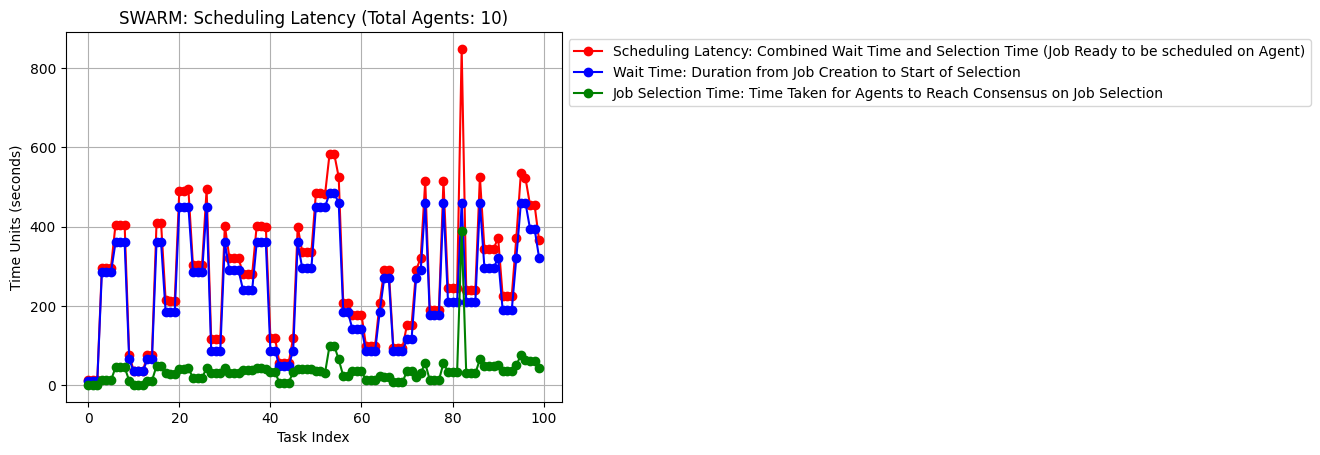 SWARM: Scheduling Latency (Total Agents: 10)
Scheduling Latency: Combined Wait Time and Selection Time (Job Ready to be scheduled on Agent)
Wait Time: Duration from Job Creation to Start of Selection
Job Selection Time: Time Taken for Agents to Reach Consensus on Job Selection
Time Units (seconds)
800
600
400
200
0
0 20 40 60 80 100
Task Index